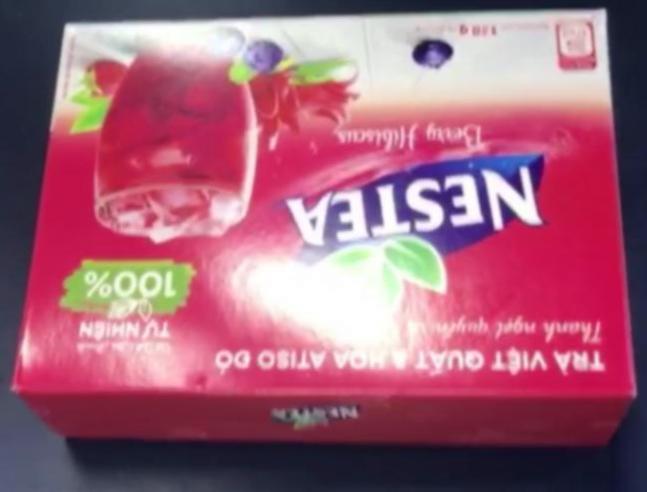 TRÀ VIỆT QUẤT & HOA ATISO ĐỎ
Thanh ngọt quyến rũ
NESTEA
Berry Hibiscus
TỰ NHIÊN
100%
NESTEA